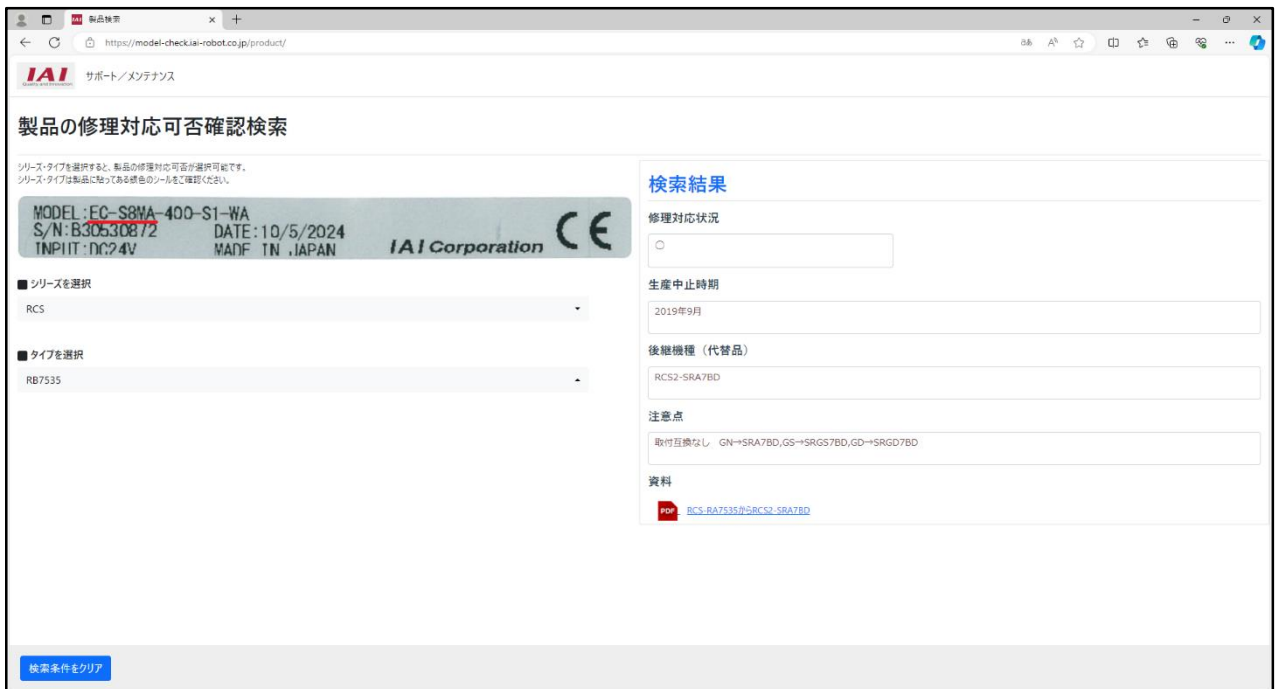 製品検索
https://model-check.iai-robot.co.jp/product/
IAI
Quality and Innovation
サポート／メンテナンス
製品の修理対応可否確認検索
シリーズ・タイプを選択すると、製品の修理対応可否が選択可能です。
シリーズ・タイプは製品に貼ってある銀色のシールをご確認ください。
MODEL:EC-S8WA-400-S1-WA
S/N:B30530872 DATE:10/5/2024
INPUT:DC24V MADE IN JAPAN IAI Corporation CE
■ シリーズを選択
RCS
■ タイプを選択
RB7535
検索結果
修理対応状況
○
生産中止時期
2019年9月
後継機種（代替品）
RCS2-SRA7BD
注意点
取付互換なし GN→SRA7BD,GS→SRGS7BD,GD→SRGD7BD
資料
PDF RCS-RA7535からRCS2-SRA7BD
検索条件をクリア